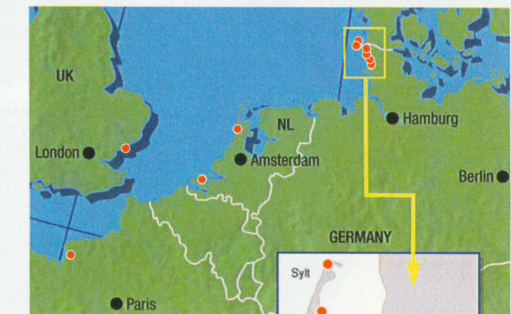 UK
NL
Hamburg
London
Amsterdam
Berlin
GERMANY
Sylt
Paris